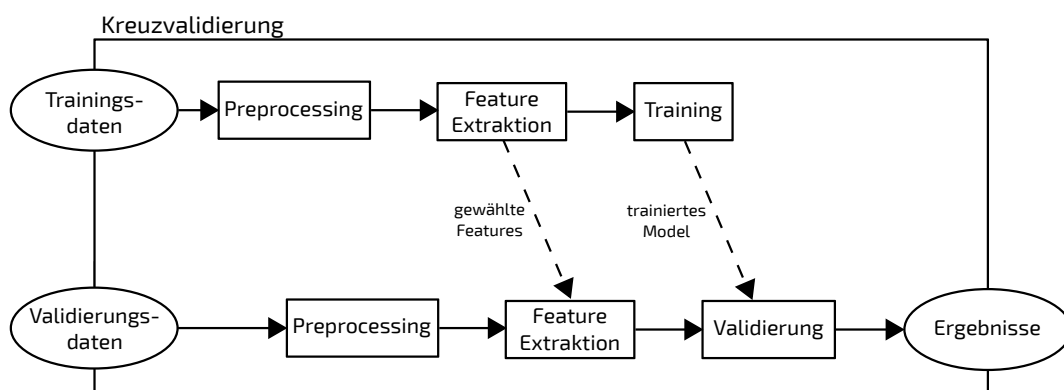 Kreuzvalidierung
Trainings-
daten
Preprocessing
Feature
Extraktion
Training
gewählte
Features
trainiertes
Model
Validierungs-
daten
Preprocessing
Feature
Extraktion
Validierung
Ergebnisse